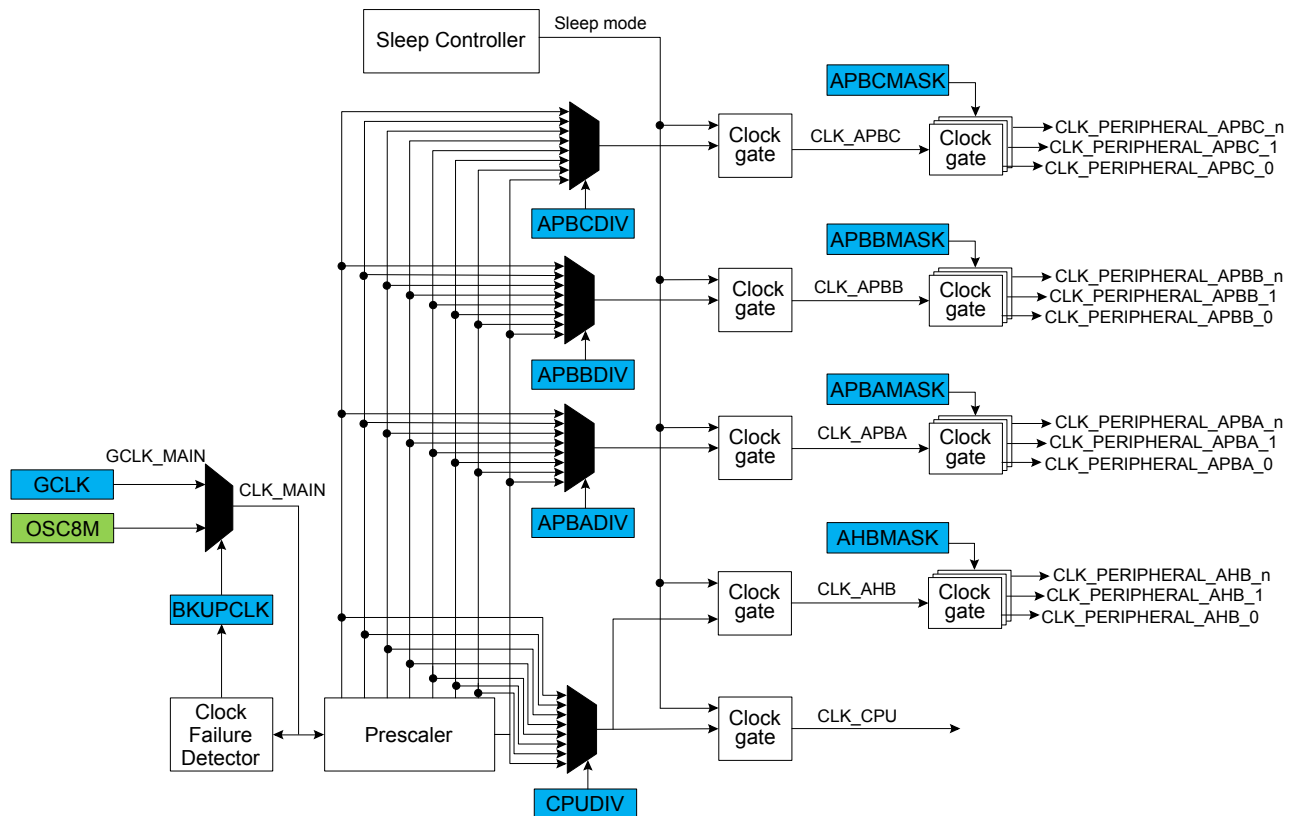 Sleep mode
Sleep Controller
APBCMASK
Clock
gate
CLK_APBC
Clock
gate
CLK_PERIPHERAL_APBC_n
CLK_PERIPHERAL_APBC_1
CLK_PERIPHERAL_APBC_0
APBCDIV
APBBMASK
Clock
gate
CLK_APBB
Clock
gate
CLK_PERIPHERAL_APBB_n
CLK_PERIPHERAL_APBB_1
CLK_PERIPHERAL_APBB_0
APBBDIV
APBAMASK
Clock
gate
CLK_APBA
Clock
gate
CLK_PERIPHERAL_APBA_n
CLK_PERIPHERAL_APBA_1
CLK_PERIPHERAL_APBA_0
GCLK_MAIN
GCLK
CLK_MAIN
OSC8M
APBADIV
AHBMASK
BKUPCLK
Clock
gate
CLK_AHB
Clock
gate
CLK_PERIPHERAL_AHB_n
CLK_PERIPHERAL_AHB_1
CLK_PERIPHERAL_AHB_0
Clock
Failure
Detector
Prescaler
Clock
gate
CLK_CPU
CPUDIV